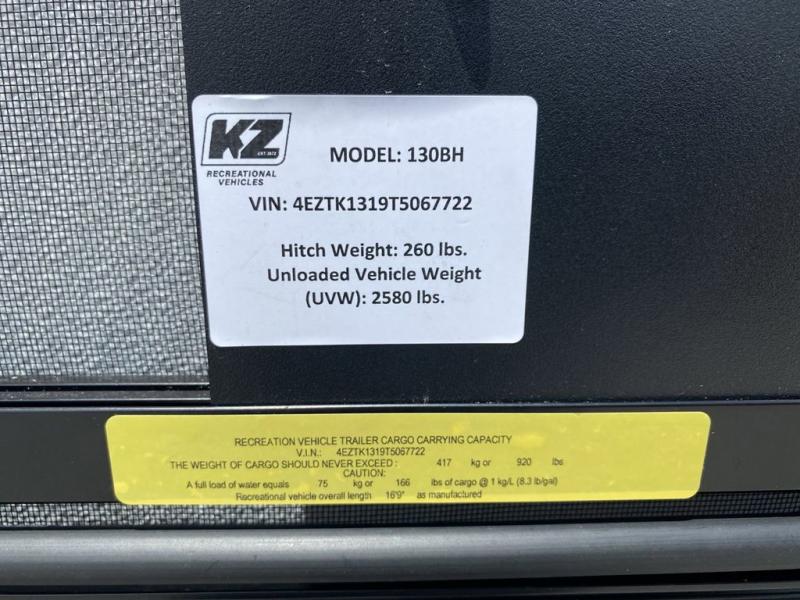 KZ
EST. 1972
RECREATIONAL
VEHICLES
MODEL: 130BH
VIN: 4EZTK1319T5067722
Hitch Weight: 260 lbs.
Unloaded Vehicle Weight
(UVW): 2580 lbs.
RECREATION VEHICLE TRAILER CARGO CARRYING CAPACITY
V.I.N.: 4EZTK1319T5067722
THE WEIGHT OF CARGO SHOULD NEVER EXCEED : 417 kg or 920 lbs
CAUTION:
A full load of water equals 75 kg or 166 lbs of cargo @ 1 kg/L (8.3 lb/gal)
Recreational vehicle overall length 16'9" as manufactured